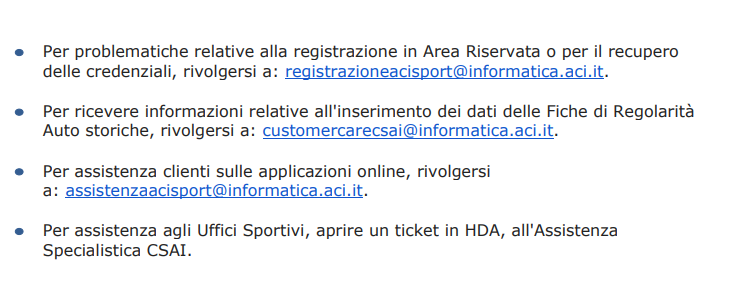 Per problematiche relative alla registrazione in Area Riservata o per il recupero
delle credenziali, rivolgersi a: registrazioneacisport@informatica.aci.it.
Per ricevere informazioni relative all'inserimento dei dati delle Fiche di Regolarità
Auto storiche, rivolgersi a: customercarecsai@informatica.aci.it.
Per assistenza clienti sulle applicazioni online, rivolgersi
a: assistenzaacisport@informatica.aci.it.
Per assistenza agli Uffici Sportivi, aprire un ticket in HDA, all'Assistenza
Specialistica CSAI.